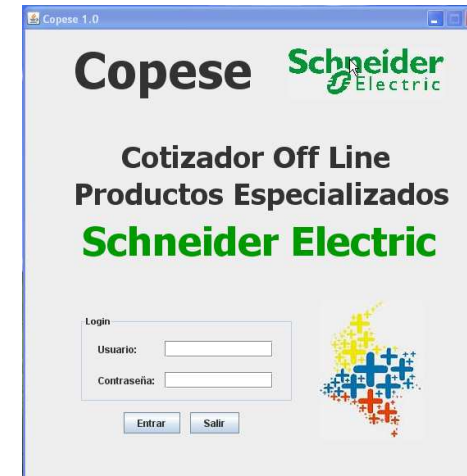 Copese 1.0
Copese
Schneider
Electric
Cotizador Off Line
Productos Especializados
Schneider Electric
Login
Usuario:
Contraseña:
Entrar
Salir